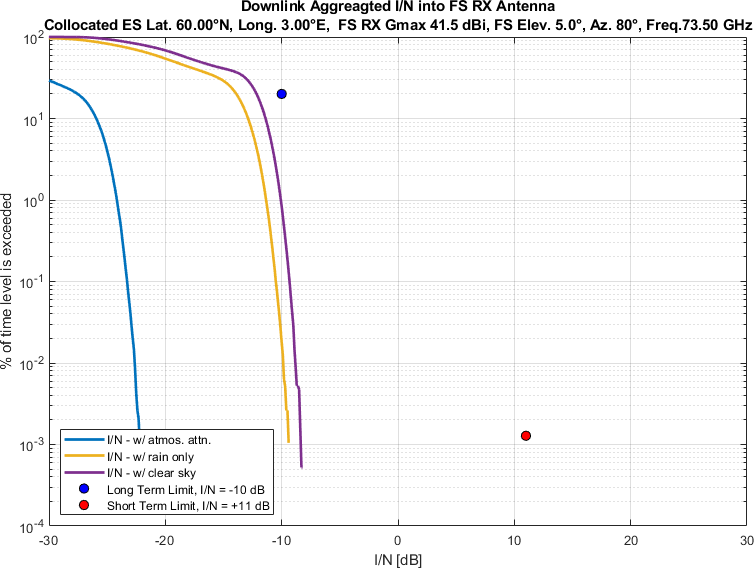 Downlink Aggreagted I/N into FS RX Antenna
Collocated ES Lat. 60.00°N, Long. 3.00°E, FS RX Gmax 41.5 dBi, FS Elev. 5.0°, Az. 80°, Freq.73.50 GHz
% of time level is exceeded
10^2
10^1
10^0
10^-1
10^-2
10^-3
10^-4
I/N - w/ atmos. attn.
I/N - w/ rain only
I/N - w/ clear sky
Long Term Limit, I/N = -10 dB
Short Term Limit, I/N = +11 dB
-30 -20 -10 0 10 20 30
I/N [dB]